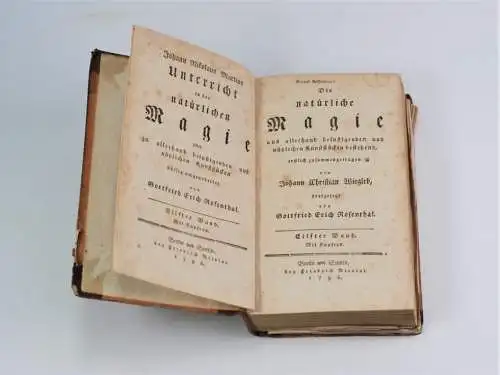 Johann Nikolaus Martius
Unterricht
in der
natürlichen
Magie
oder
zu allerhand belustigenden und
nützlichen Kunststücken
völlig umgearbeitet
von
Gottfried Erich Rosenthal.
Eilfter Band.
Mit Kupfern.
Berlin und Stettin,
bey Friedrich Nicolai
1796.
Die
natürliche
Magie
aus allerhand belustigenden und
nützlichen Kunststücken bestehend,
erstlich zusammengetragen
von
Johann Christian Wiegleb,
fortgesetzt
von
Gottfried Erich Rosenthal.
Eilfter Band.
Mit Kupfern.
Berlin und Stettin,
bey Friedrich Nicolai
1796.